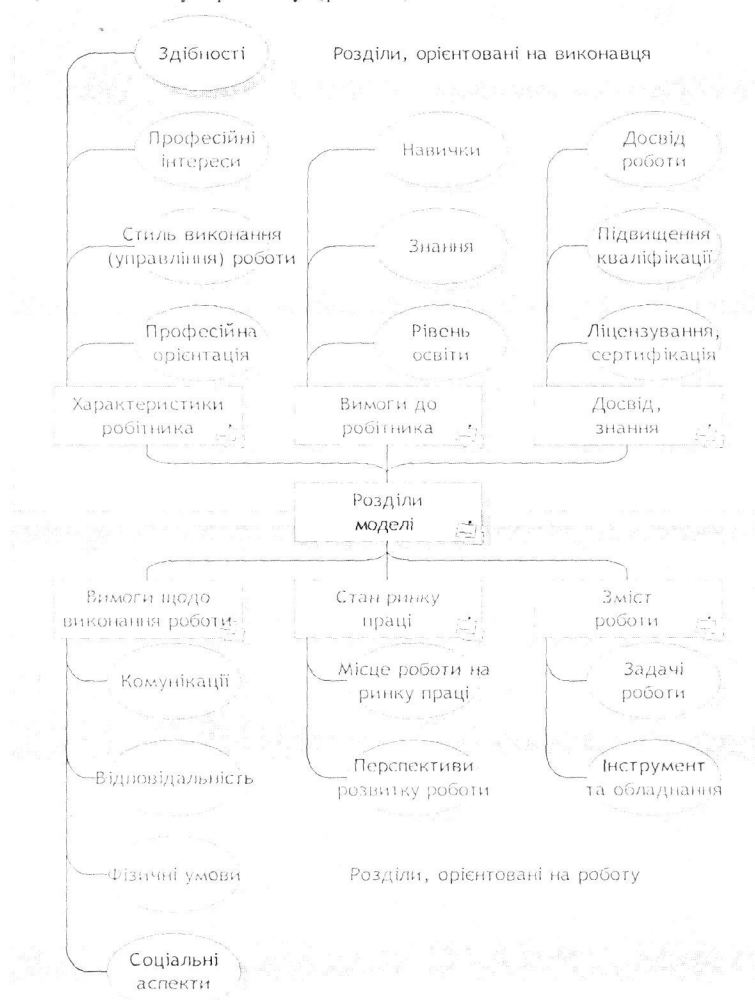 Здібності
Розділи, орієнтовані на виконавця
Професійні
інтереси
Навички
Досвід
роботи
Стиль виконання
(управління) роботи
Знання
Підвищення
кваліфікації
Професійна
орієнтація
Рівень
освіти
Ліцензування,
сертифікація
Характеристики
робітника
Вимоги до
робітника
Досвід,
знання
Розділи
моделі
Вимоги щодо
виконання роботи
Стан ринку
праці
Зміст
роботи
Комунікації
Місце роботи на
ринку праці
Задачі
роботи
Відповідальність
Перспективи
розвитку роботи
Інструмент
та обладнання
Фізичні умови
Розділи, орієнтовані на роботу
Соціальні
аспекти